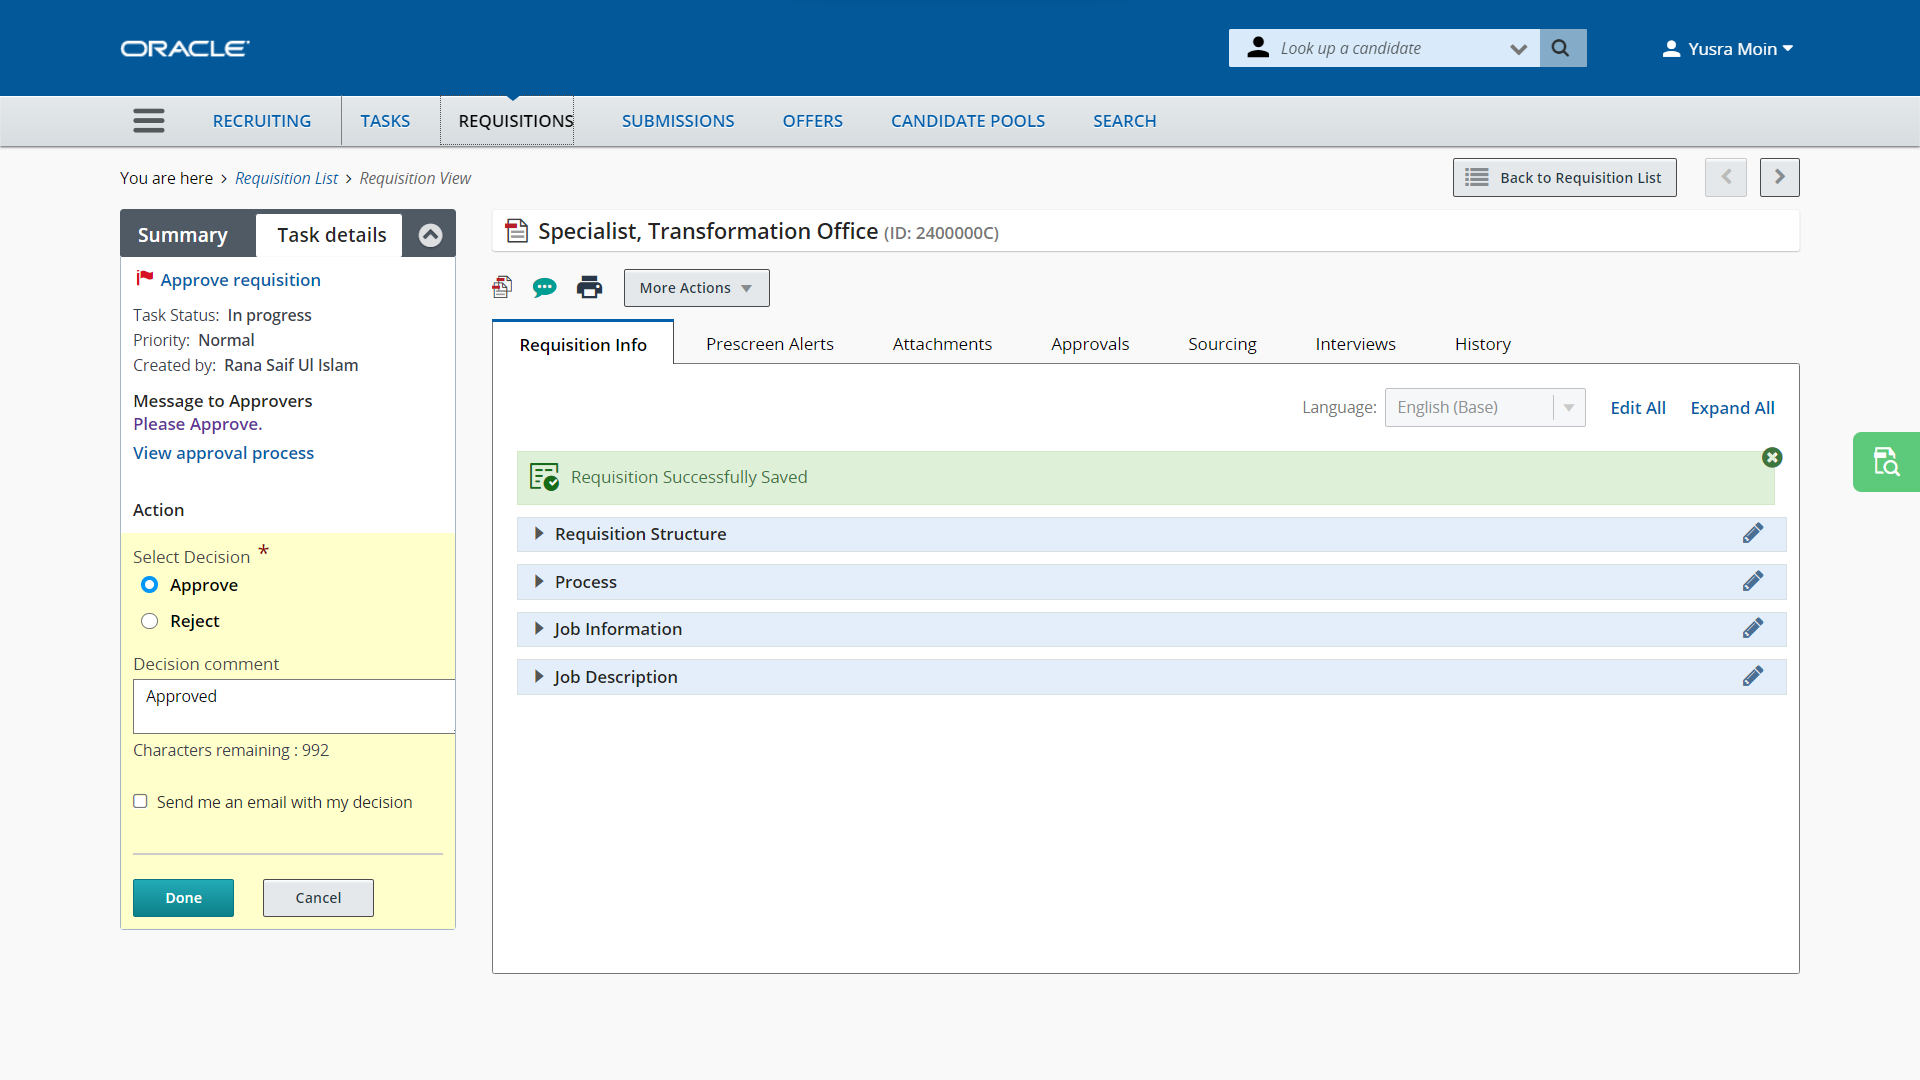 ORACLE
Look up a candidate
Yusra Moin
RECRUITING
TASKS
REQUISITIONS
SUBMISSIONS
OFFERS
CANDIDATE POOLS
SEARCH
You are here > Requisition List > Requisition View
Back to Requisition List
Summary
Task details
Approve requisition
Task Status: In progress
Priority: Normal
Created by: Rana Saif Ul Islam
Message to Approvers
Please Approve.
View approval process
Action
Select Decision *
Approve
Reject
Decision comment
Approved
Characters remaining : 992
Send me an email with my decision
Done
Cancel
Specialist, Transformation Office (ID: 2400000C)
More Actions
Requisition Info
Prescreen Alerts
Attachments
Approvals
Sourcing
Interviews
History
Language: English (Base)
Edit All
Expand All
Requisition Successfully Saved
Requisition Structure
Process
Job Information
Job Description